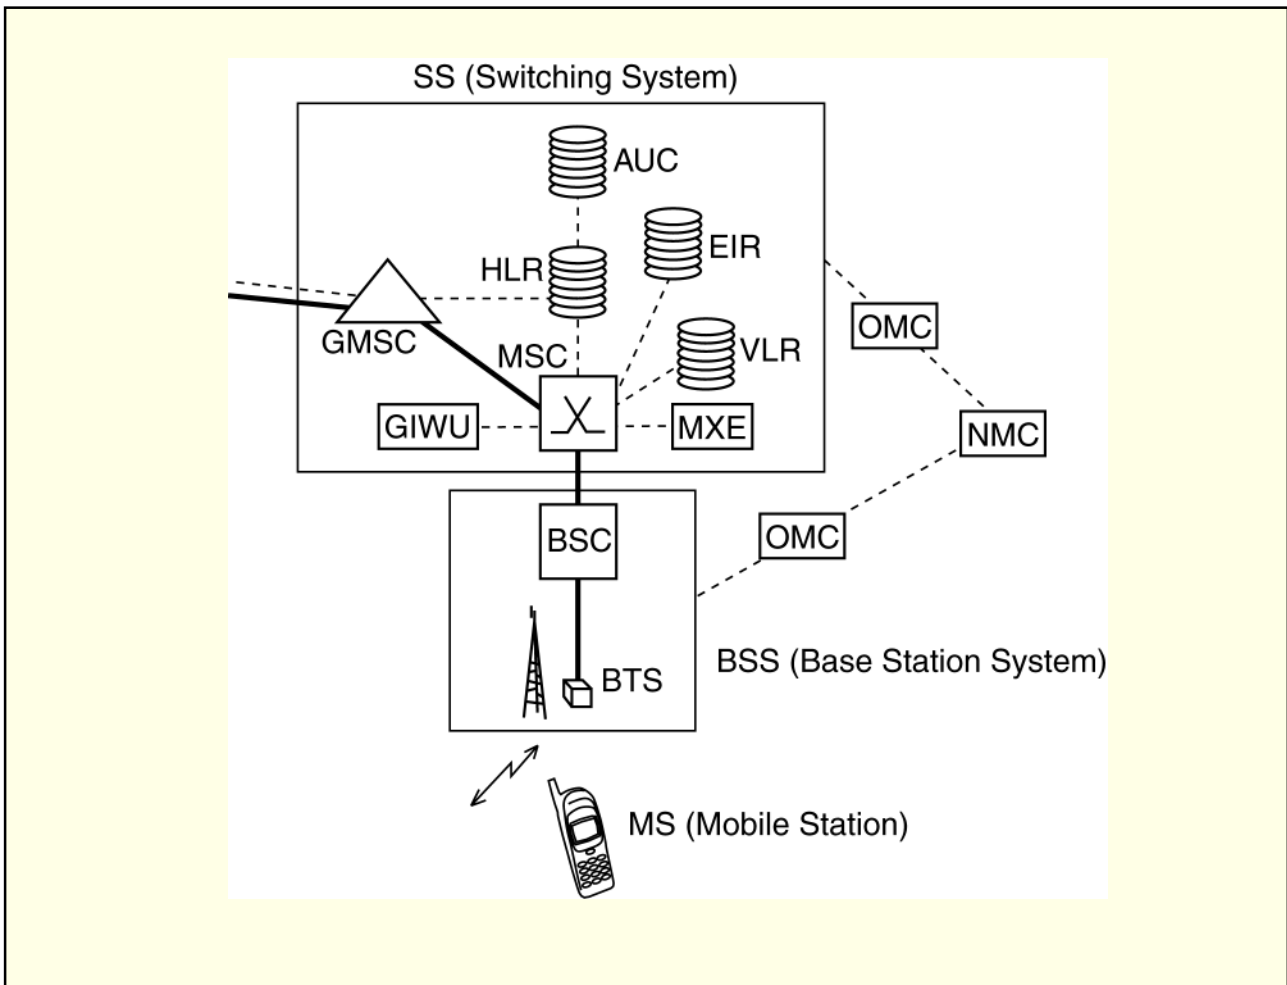 SS (Switching System)
AUC
EIR
HLR
OMC
GMSC
MSC
VLR
GIWU
MXE
NMC
BSC
OMC
BSS (Base Station System)
BTS
MS (Mobile Station)